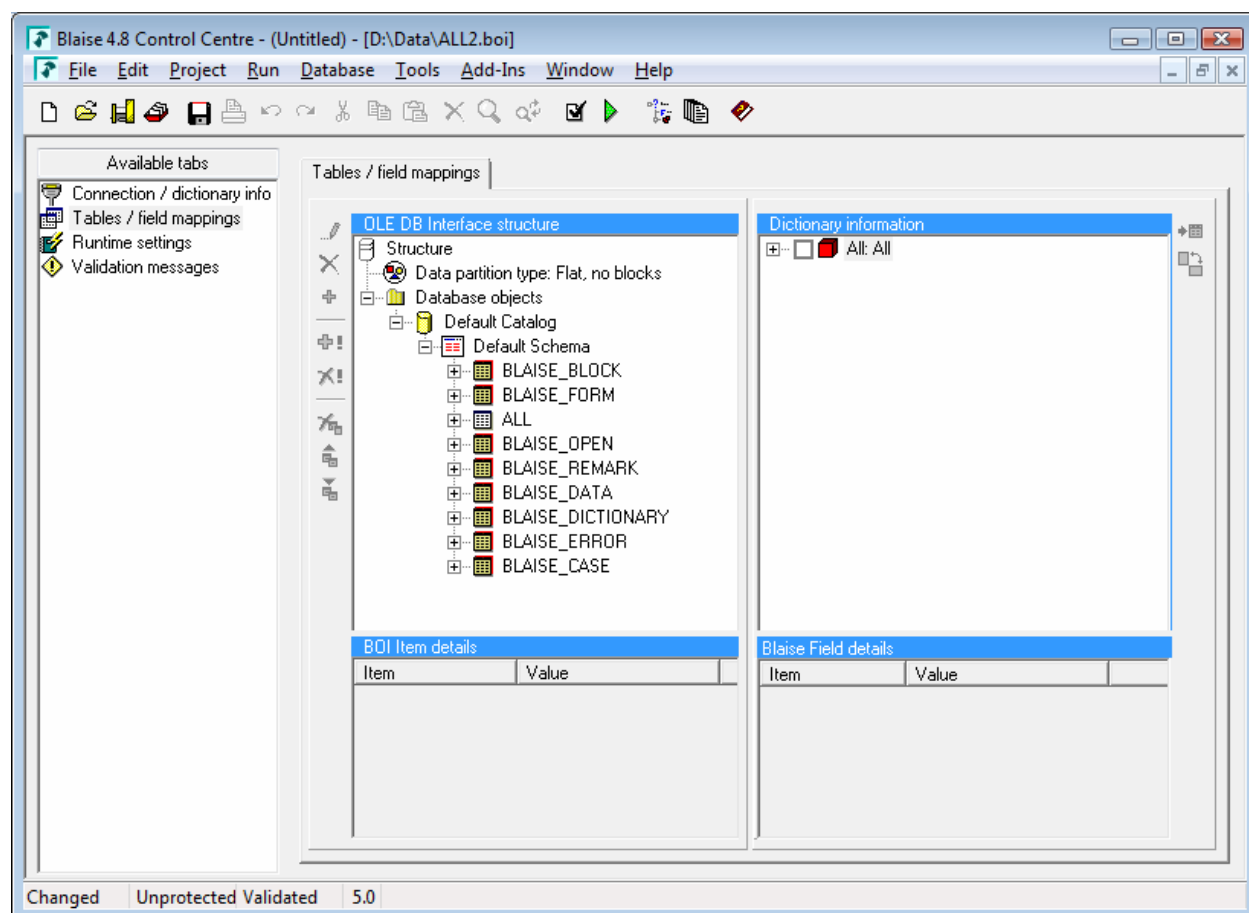 Blaise 4.8 Control Centre - (Untitled) - [D:\Data\ALL2.boi]
File Edit Project Run Database Tools Add-Ins Window Help
Available tabs
Connection / dictionary info
Tables / field mappings
Runtime settings
Validation messages
Tables / field mappings
OLE DB Interface structure
Structure
Data partition type: Flat, no blocks
Database objects
Default Catalog
Default Schema
BLAISE_BLOCK
BLAISE_FORM
ALL
BLAISE_OPEN
BLAISE_REMARK
BLAISE_DATA
BLAISE_DICTIONARY
BLAISE_ERROR
BLAISE_CASE
Dictionary information
All: All
BOI Item details
Item Value
Blaise Field details
Item Value
Changed Unprotected Validated 5.0